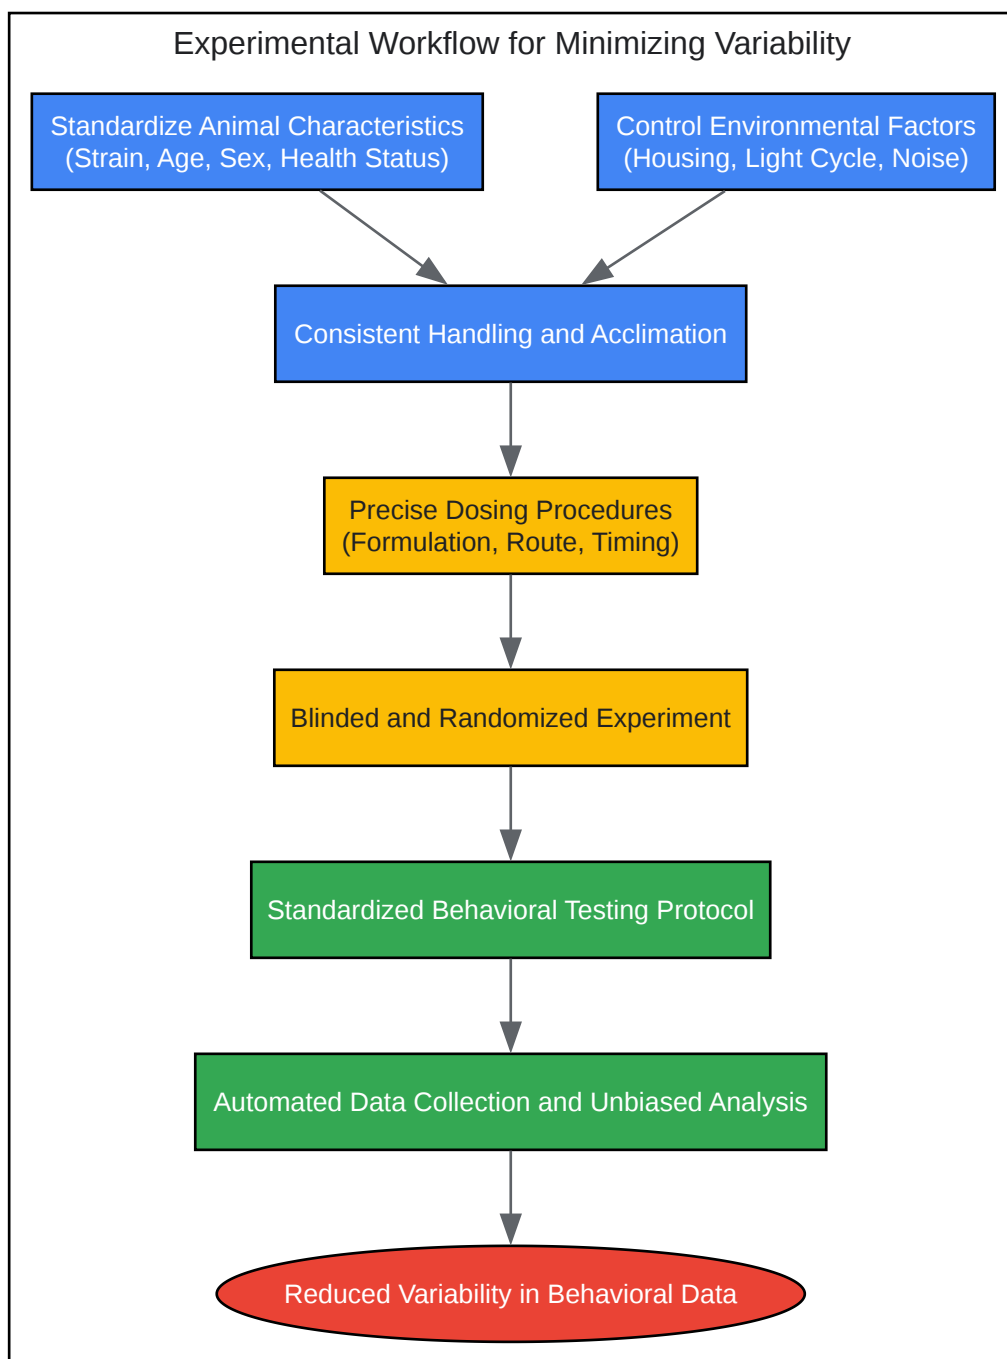 Experimental Workflow for Minimizing Variability
Standardize Animal Characteristics
(Strain, Age, Sex, Health Status)
Control Environmental Factors
(Housing, Light Cycle, Noise)
Consistent Handling and Acclimation
Precise Dosing Procedures
(Formulation, Route, Timing)
Blinded and Randomized Experiment
Standardized Behavioral Testing Protocol
Automated Data Collection and Unbiased Analysis
Reduced Variability in Behavioral Data